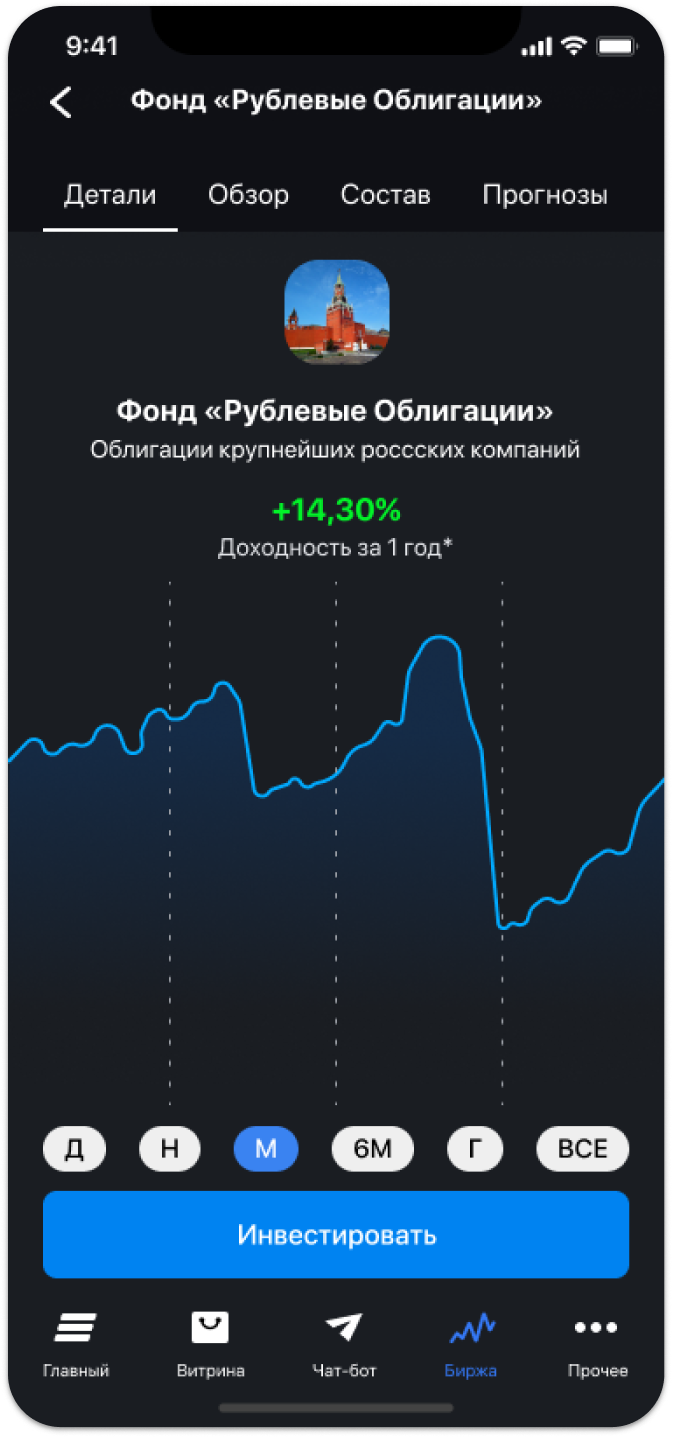 9:41
Фонд «Рублевые Облигации»
Детали Обзор Состав Прогнозы
Фонд «Рублевые Облигации»
Облигации крупнейших россских компаний
+14,30%
Доходность за 1 год*
Д Н М 6М Г ВСЕ
Инвестировать
Главный Витрина Чат-бот Биржа Прочее